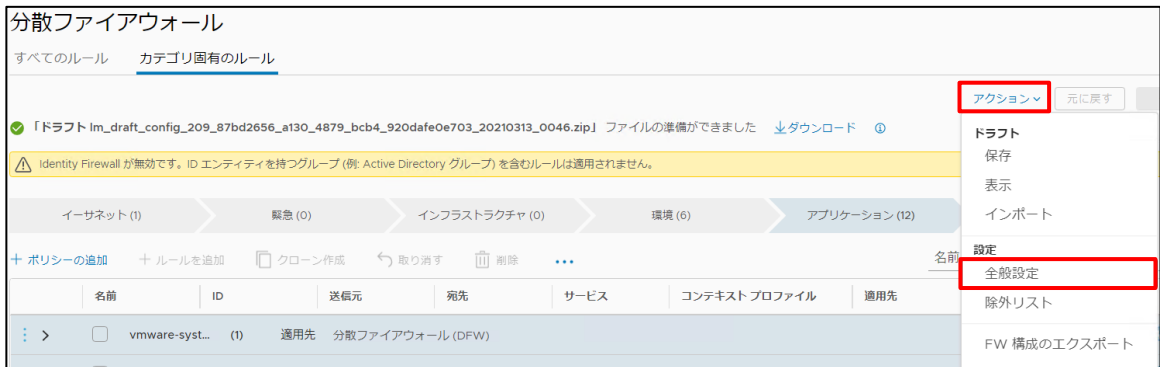 分散ファイアウォール
すべてのルール カテゴリ固有のルール
アクション 元に戻す
「ドラフト lm_draft_config_209_87bd2656_a130_4879_bcb4_920dafe0e703_20210313_0046.zip」 ファイルの準備ができました ダウンロード
Identity Firewall が無効です。ID エンティティを持つグループ (例: Active Directory グループ) を含むルールは適用されません。
イーサネット (1) 緊急 (0) インフラストラクチャ (0) 環境 (6) アプリケーション (12)
+ ポリシーの追加 + ルールを追加 クローン作成 取り消す 削除 ...
名前
名前 ID 送信元 宛先 サービス コンテキスト プロファイル 適用先
vmware-syst... (1) 適用先 分散ファイアウォール (DFW)
ドラフト
保存
表示
インポート
設定
全般設定
除外リスト
FW 構成のエクスポート